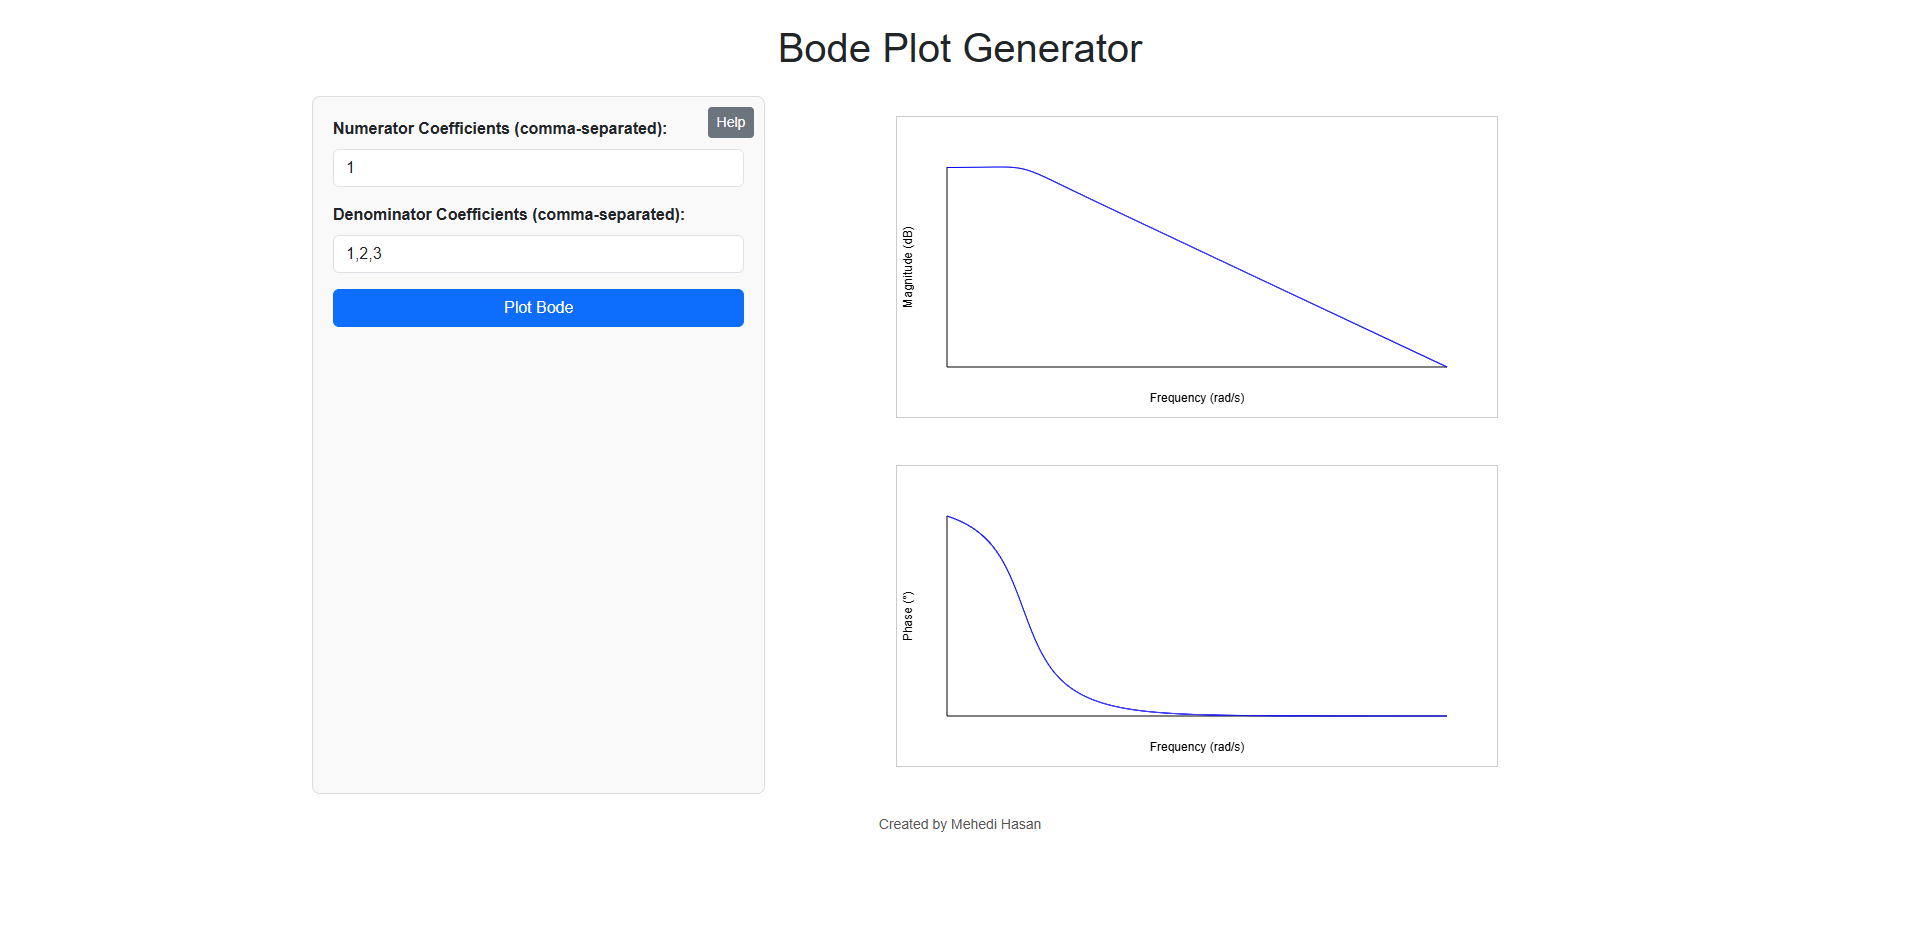 Bode Plot Generator
Help
Numerator Coefficients (comma-separated):
1
Denominator Coefficients (comma-separated):
1,2,3
Plot Bode
Magnitude (dB)
Frequency (rad/s)
Phase (°)
Frequency (rad/s)
Created by Mehedi Hasan